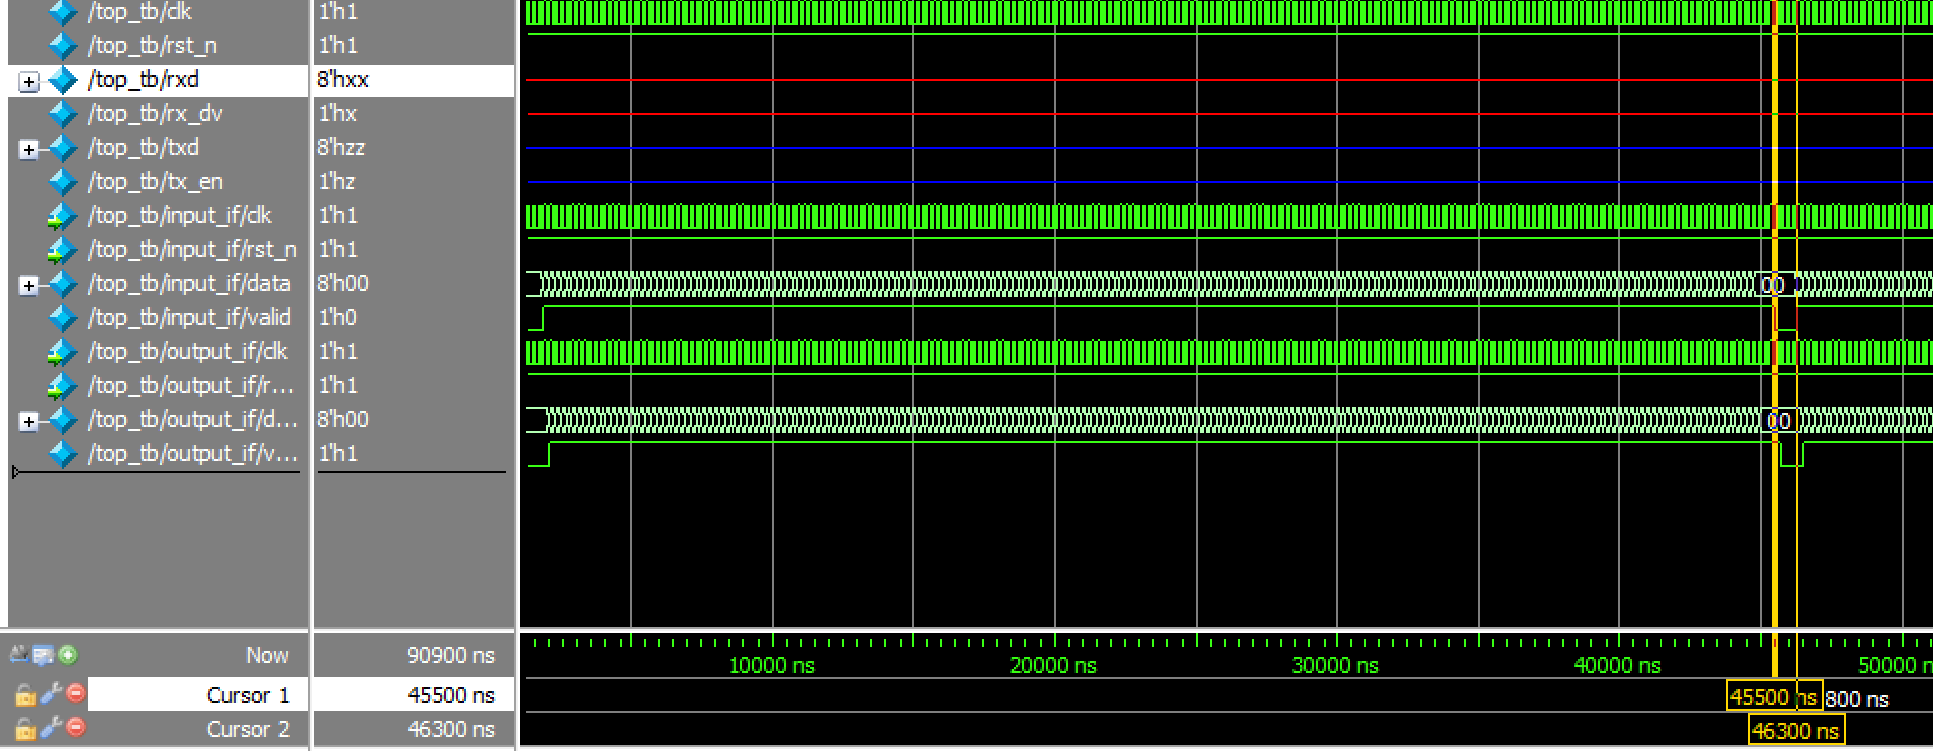 /top_tb/clk 1'h1
/top_tb/rst_n 1'h1
/top_tb/rxd 8'hxx
/top_tb/rx_dv 1'hx
/top_tb/txd 8'hzz
/top_tb/tx_en 1'hz
/top_tb/input_if/clk 1'h1
/top_tb/input_if/rst_n 1'h1
/top_tb/input_if/data 8'h00 00
/top_tb/input_if/valid 1'h0
/top_tb/output_if/clk 1'h1
/top_tb/output_if/r... 1'h1
/top_tb/output_if/d... 8'h00 00
/top_tb/output_if/v... 1'h1
Now 90900 ns 10000 ns 20000 ns 30000 ns 40000 ns 50000 n
Cursor 1 45500 ns 45500 ns 800 ns
Cursor 2 46300 ns 46300 ns